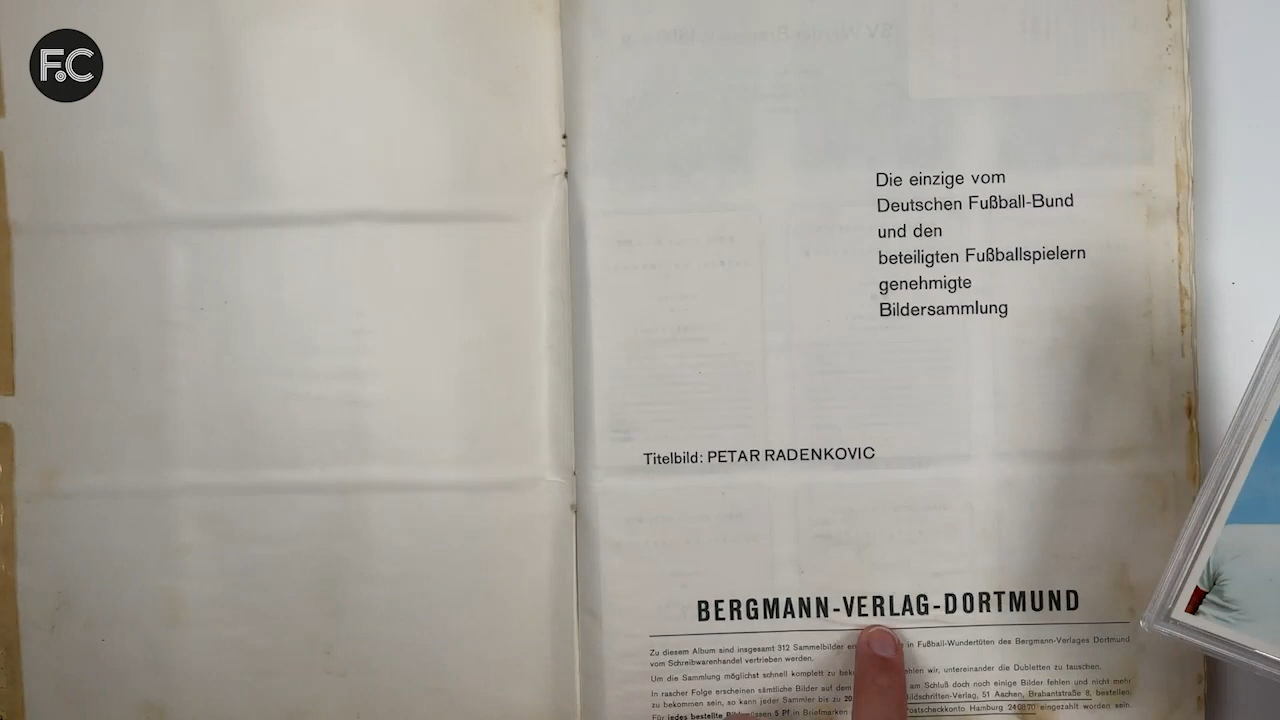 F.C
Die einzige vom
Deutschen Fußball-Bund
und den
beteiligten Fußballspielern
genehmigte
Bildersammlung
Titelbild: PETAR RADENKOVIC
BERGMANN-VERLAG-DORTMUND
Zu diesem Album sind insgesamt 312 Sammelbilder in Fußball-Wundertüten des Bergmann-Verlages Dortmund
vom Schreibwarenhandel vertrieben werden.
Um die Sammlung möglichst schnell komplett zu wir, untereinander die Dubletten zu tauschen.
In rascher Folge erscheinen sämtliche Bilder auf dem am Schluß doch noch einige Bilder fehlen und nicht mehr
zu bekommen sein, so kann jeder Sammler bis zu 20 51 Aachen, Brabantstraße 8, bestellen.
Für jedes bestellte 5 Pf in Briefmarken Postscheckkonto Hamburg 240870 eingezahlt worden sein.